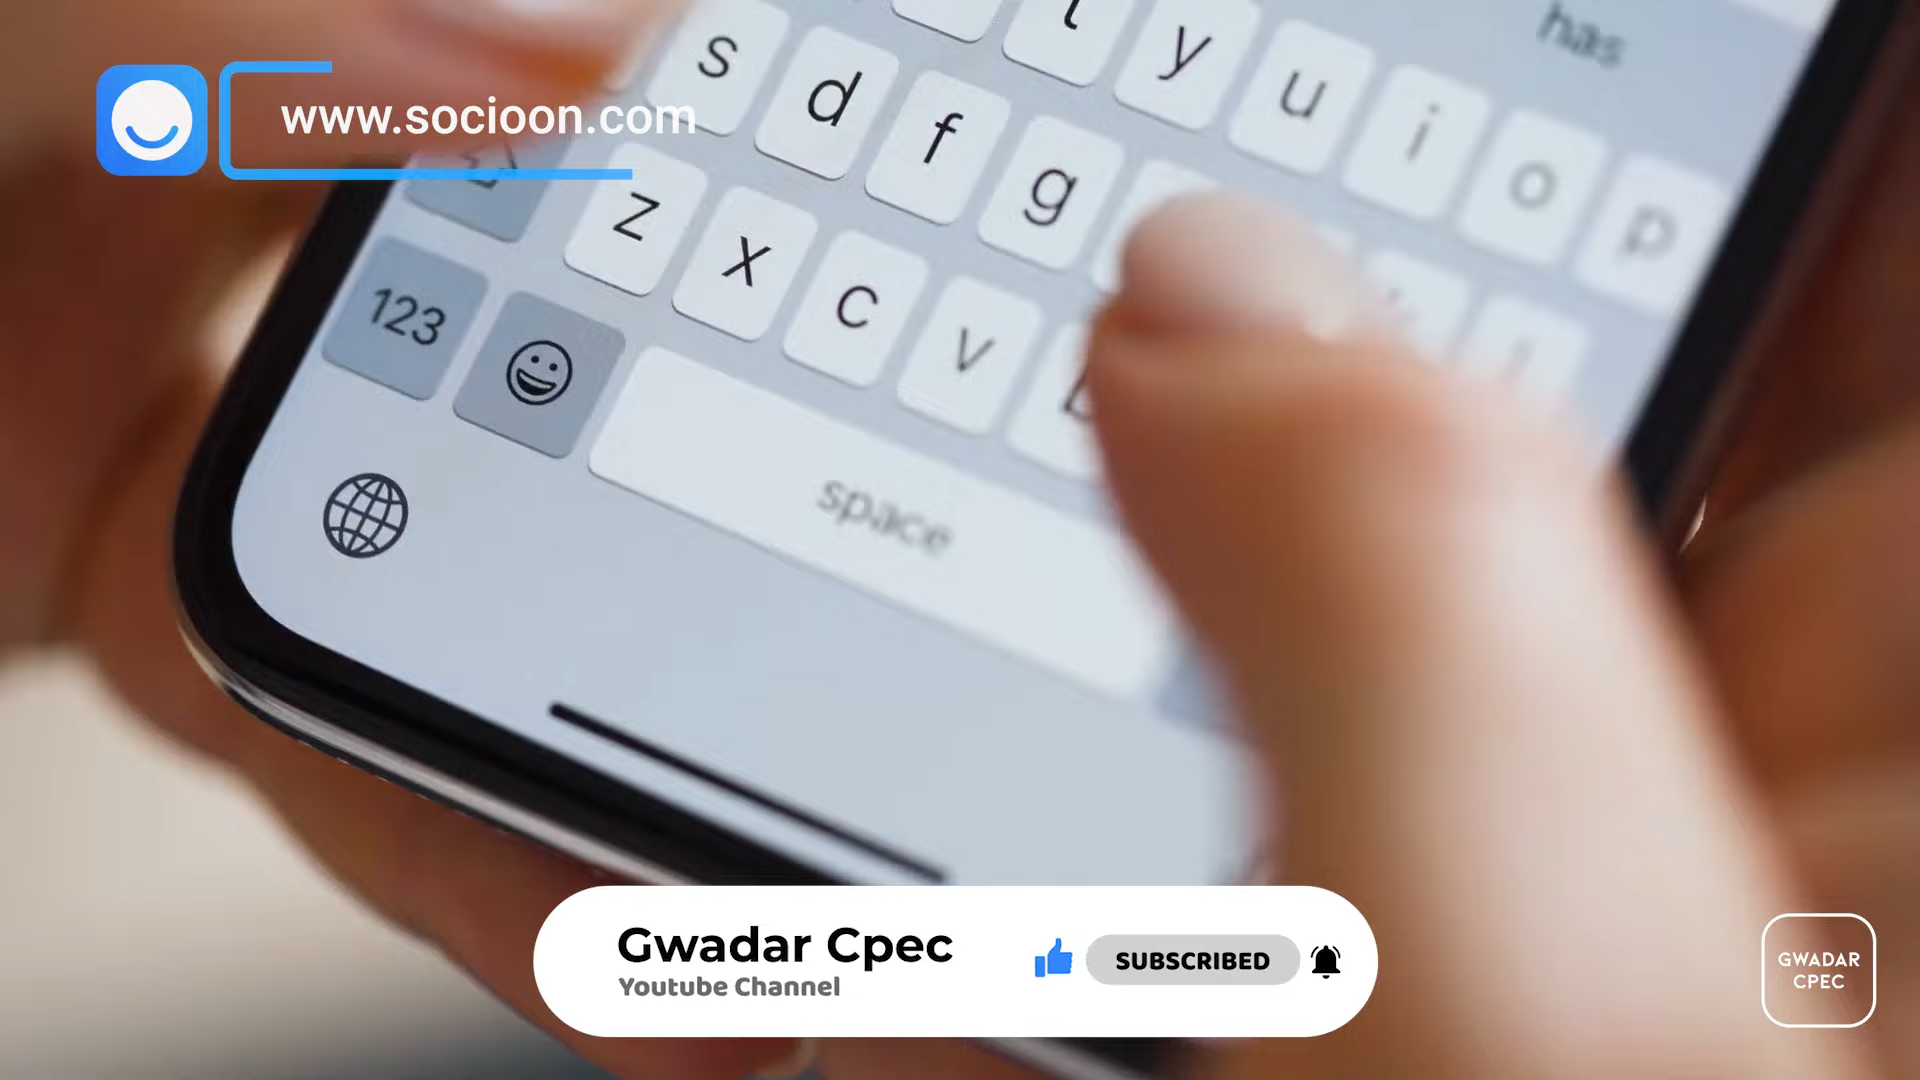 has
www.socioon.com
t y u i o p
s d f g
z x c v
123
space
Gwadar Cpec
Youtube Channel
SUBSCRIBED
GWADAR
CPEC